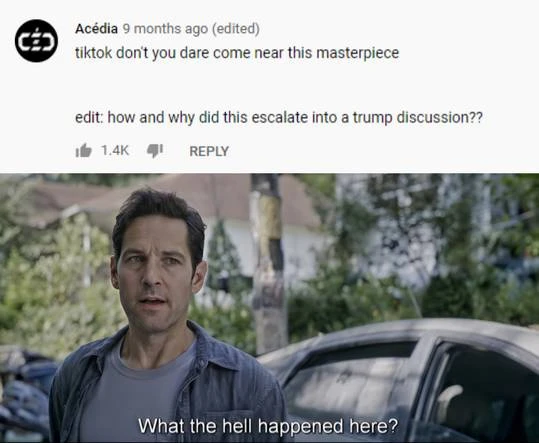 CED
Acédia 9 months ago (edited)
tiktok don't you dare come near this masterpiece
edit: how and why did this escalate into a trump discussion??
1.4K REPLY
What the hell happened here?